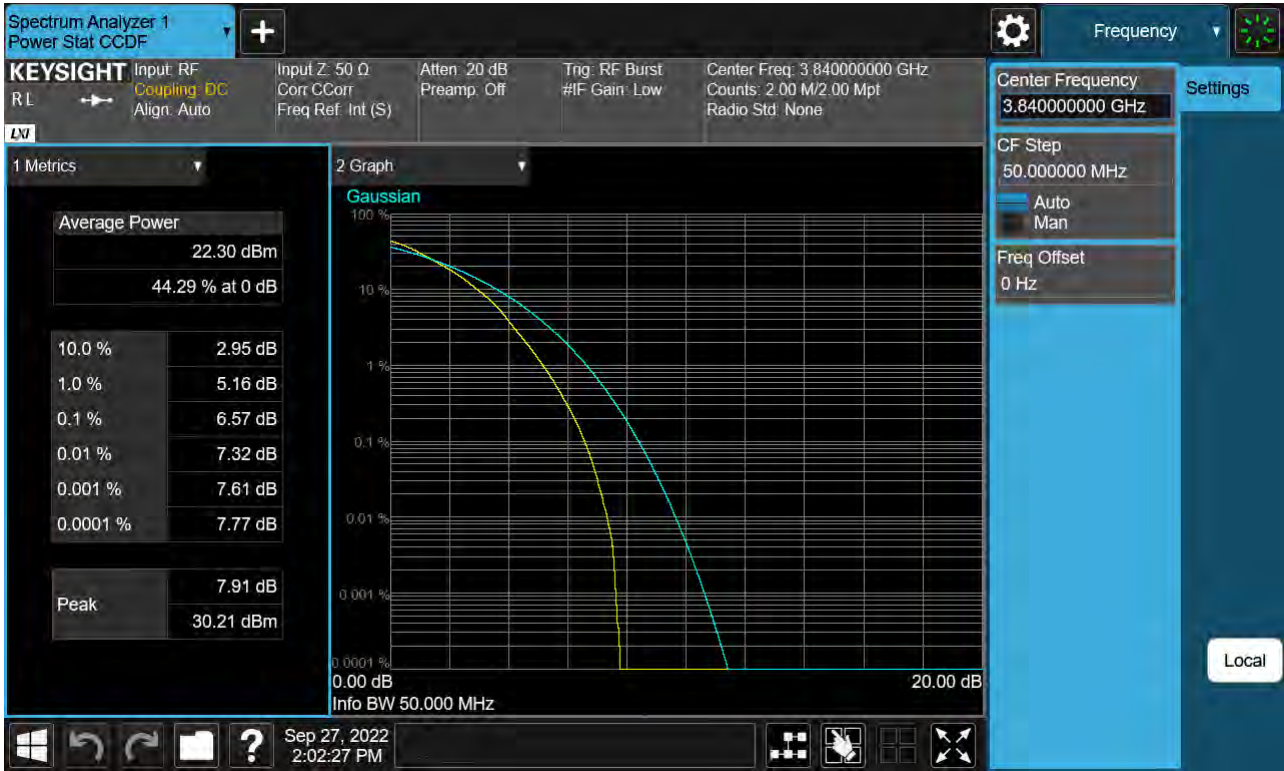 Spectrum Analyzer 1
Power Stat CCDF
+
Frequency
KEYSIGHT
RL
LXI
Input: RF
Coupling: DC
Align: Auto
Input Z: 50 Ω
Corr CCorr
Freq Ref: Int (S)
Atten: 20 dB
Preamp: Off
Trig: RF Burst
#IF Gain: Low
Center Freq: 3.840000000 GHz
Counts: 2.00 M/2.00 Mpt
Radio Std: None
1 Metrics
Average Power
22.30 dBm
44.29 % at 0 dB
10.0 % 2.95 dB
1.0 % 5.16 dB
0.1 % 6.57 dB
0.01 % 7.32 dB
0.001 % 7.61 dB
0.0001 % 7.77 dB
Peak
7.91 dB
30.21 dBm
2 Graph
Gaussian
100 %
10 %
1 %
0.1 %
0.01 %
0.001 %
0.0001 %
0.00 dB 20.00 dB
Info BW 50.000 MHz
Center Frequency
3.840000000 GHz
CF Step
50.000000 MHz
Auto
Man
Freq Offset
0 Hz
Settings
Local
?
Sep 27, 2022
2:02:27 PM